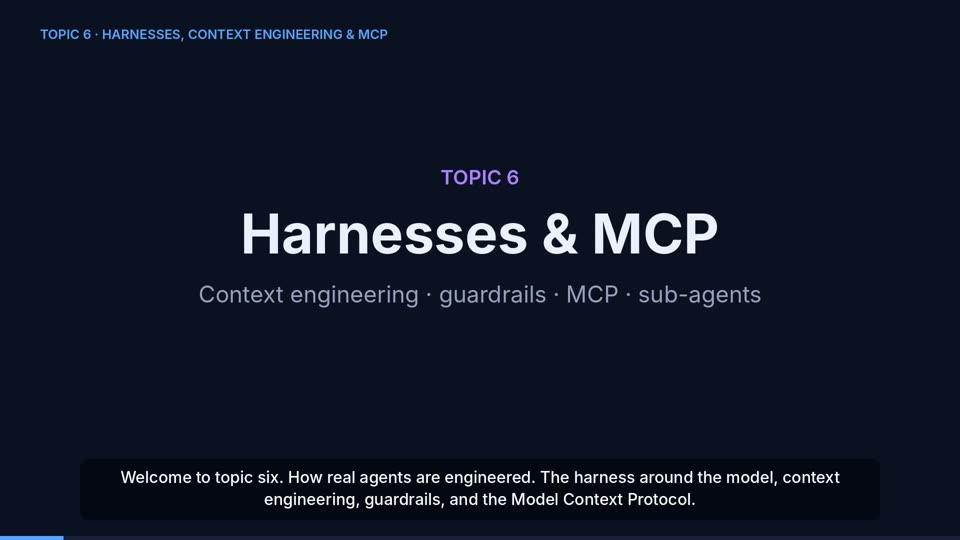 TOPIC 6 · HARNESSES, CONTEXT ENGINEERING & MCP
TOPIC 6
Harnesses & MCP
Context engineering · guardrails · MCP · sub-agents
Welcome to topic six. How real agents are engineered. The harness around the model, context
engineering, guardrails, and the Model Context Protocol.